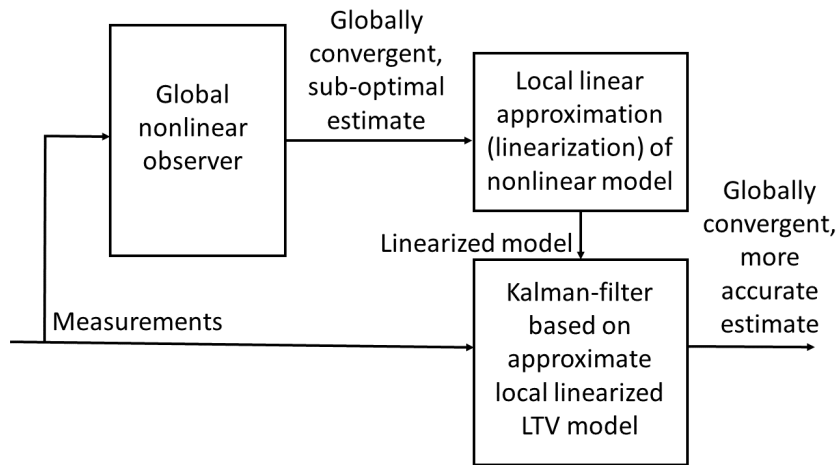 Global
nonlinear
observer
Globally
convergent,
sub-optimal
estimate
Local linear
approximation
(linearization) of
nonlinear model
Linearized model
Globally
convergent,
more
accurate
estimate
Measurements
Kalman-filter
based on
approximate
local linearized
LTV model